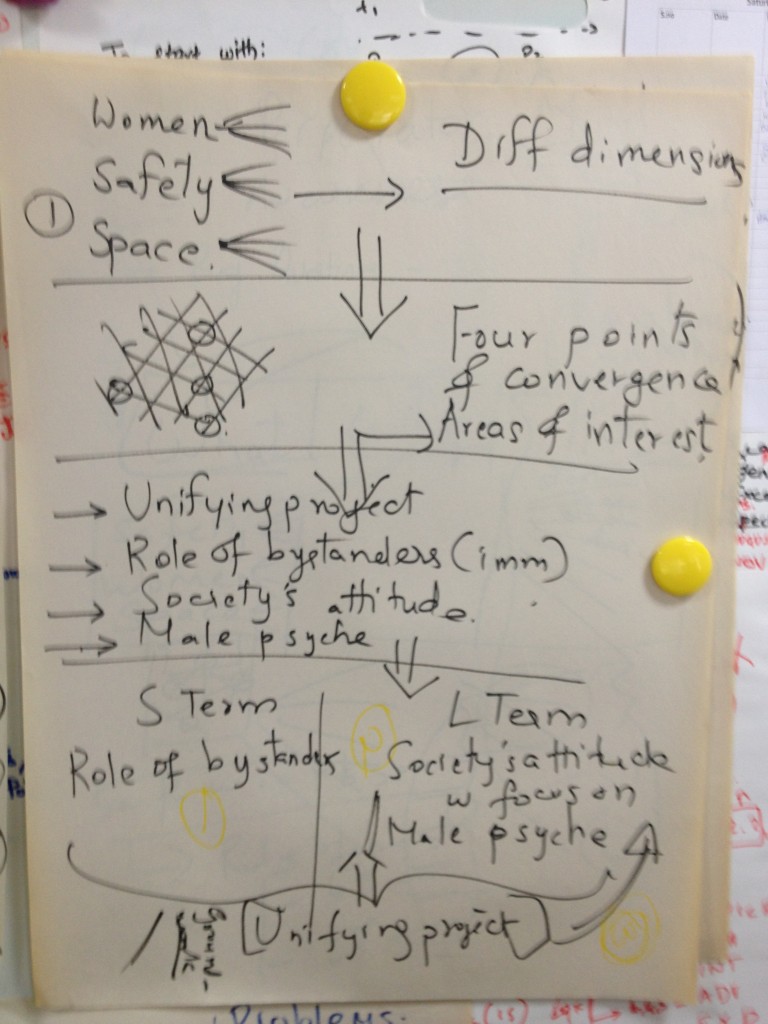 To start with:
Women
Safety
Space.
①
Diff dimensions
Four points
of convergence
Areas of interest
Unifying project
Role of bystanders (imm)
Society's attitude.
Male psyche
S Term
Role of bystanders
1
L Term
2
Society's attitude
w focus on
Male psyche
[Unifying project]
Ground-
Problems.